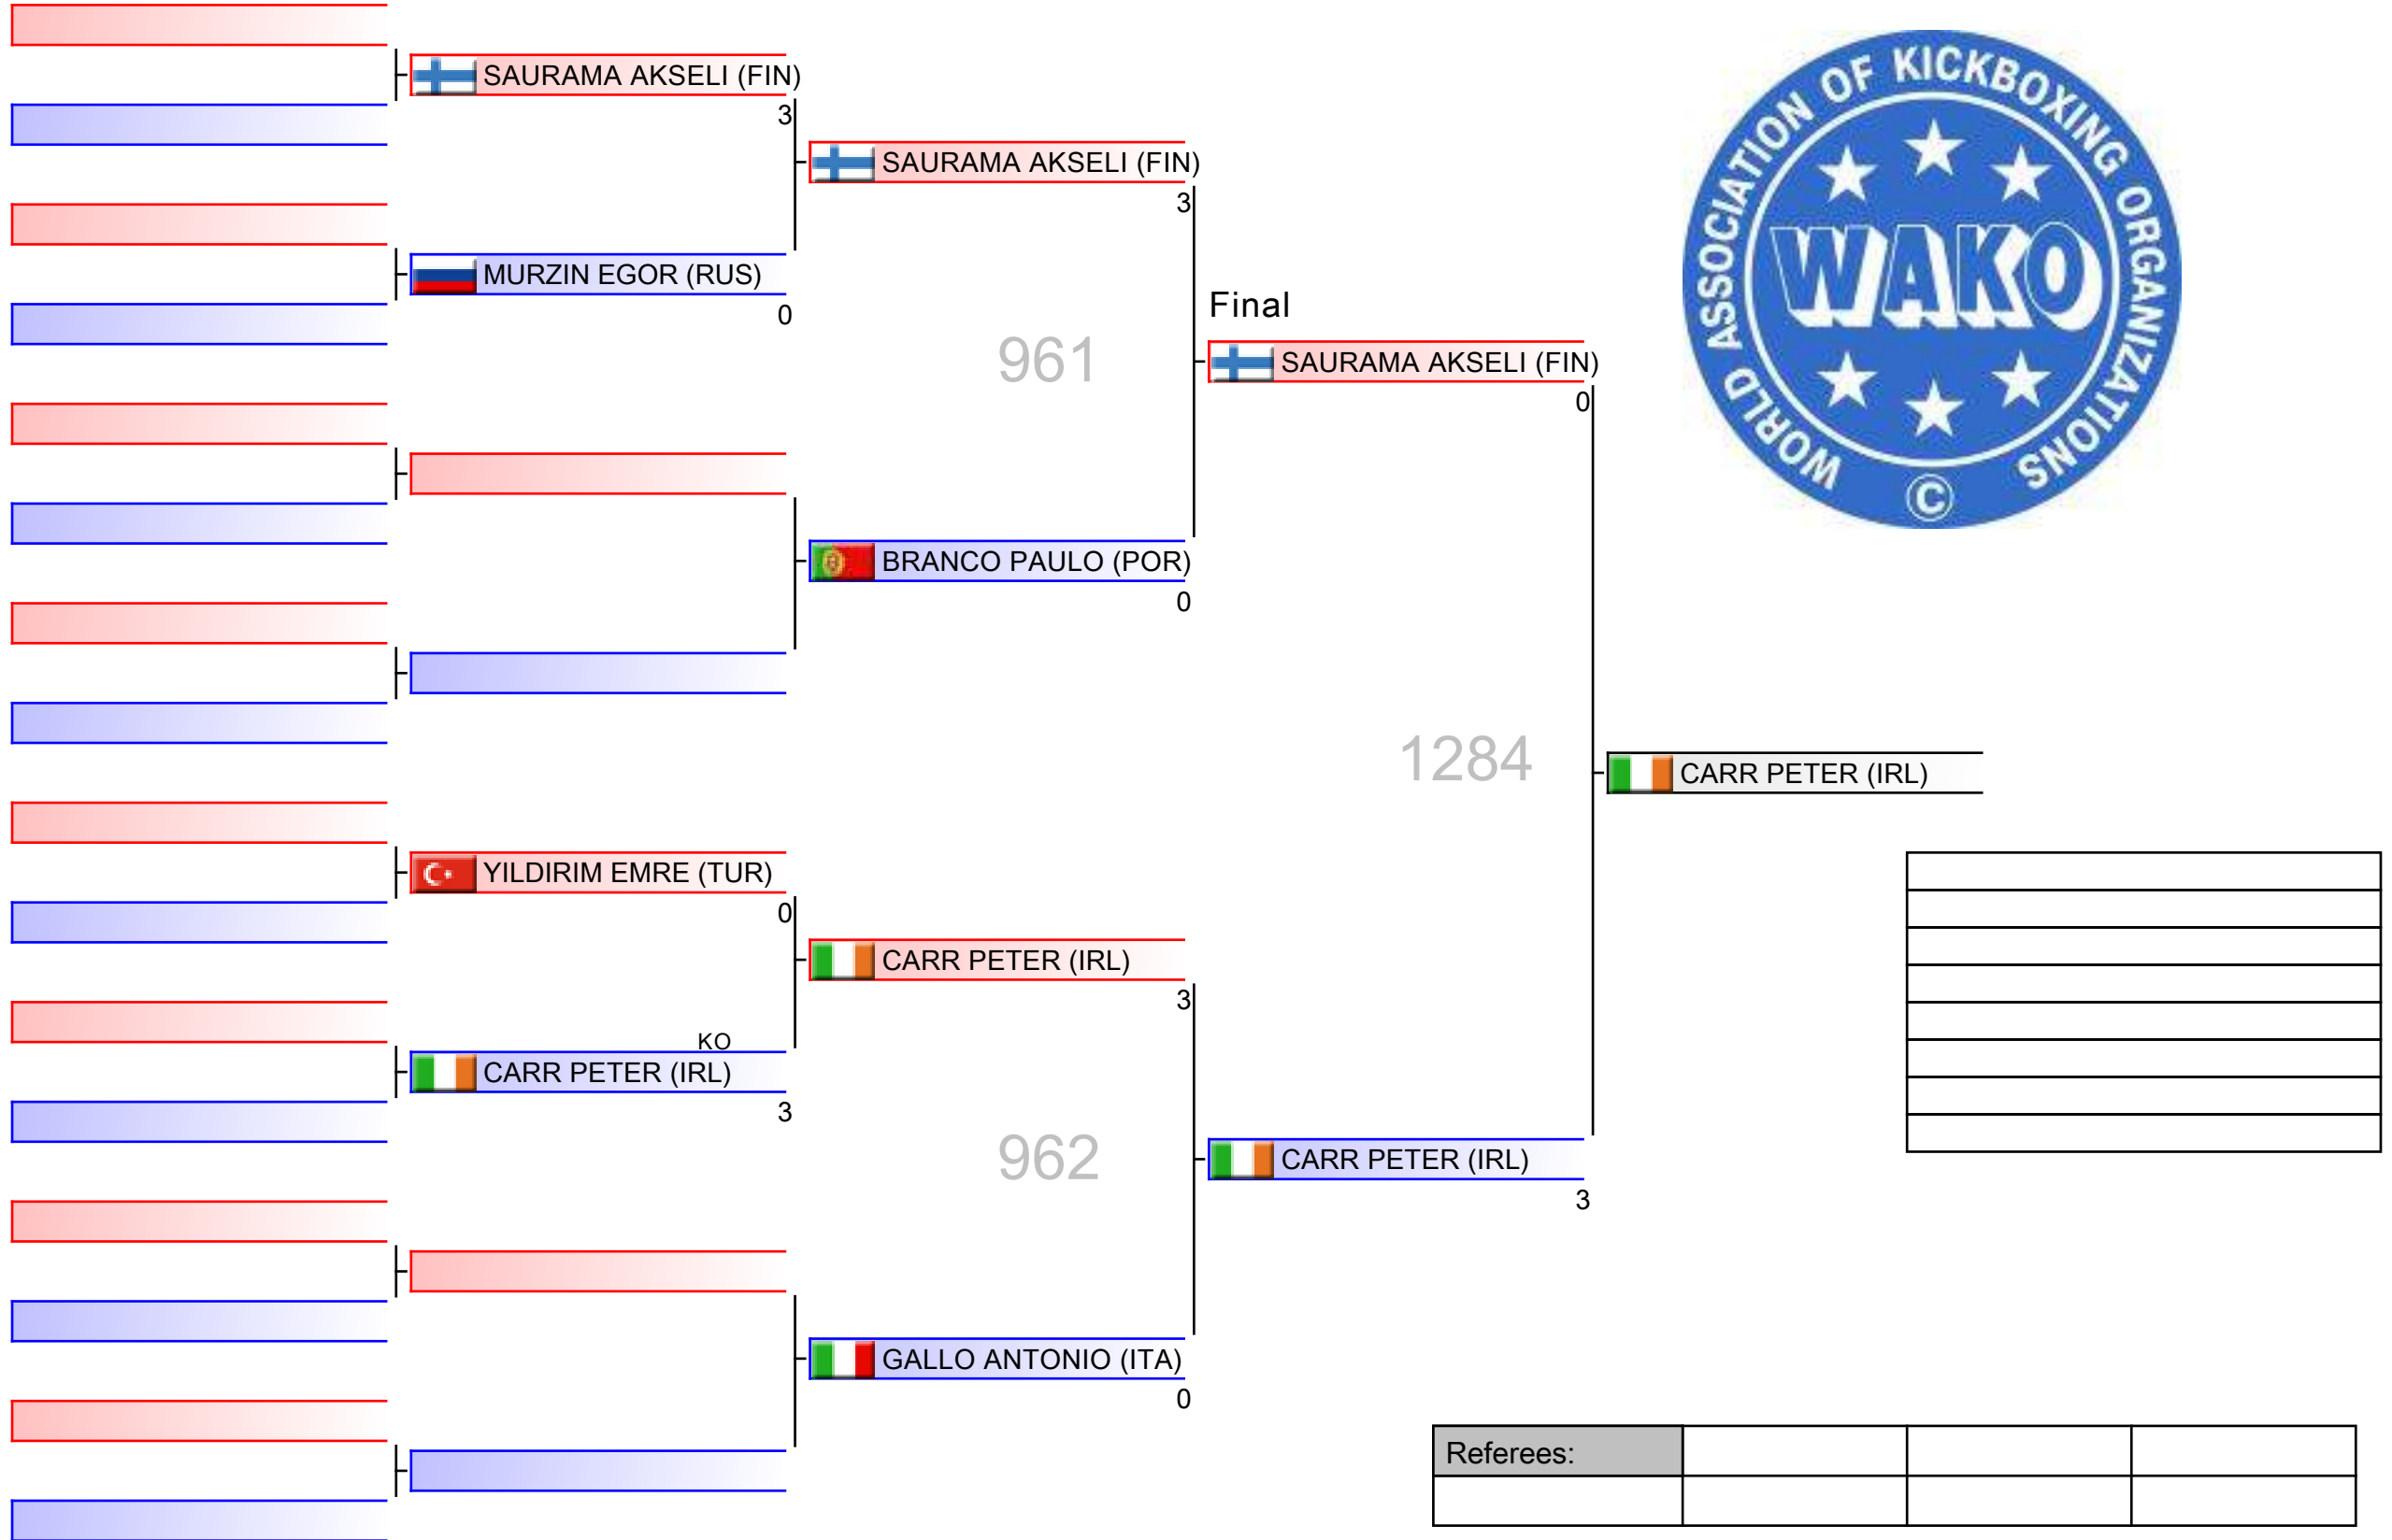 SAURAMA AKSELI (FIN)
3
SAURAMA AKSELI (FIN)
3
MURZIN EGOR (RUS)
0
961
Final
SAURAMA AKSELI (FIN)
0
BRANCO PAULO (POR)
0
1284
CARR PETER (IRL)
YILDIRIM EMRE (TUR)
0
CARR PETER (IRL)
3
KO
CARR PETER (IRL)
3
962
CARR PETER (IRL)
3
GALLO ANTONIO (ITA)
0
Referees:
WORLD ASSOCIATION OF KICKBOXING ORGANIZATIONS
WAKO
©